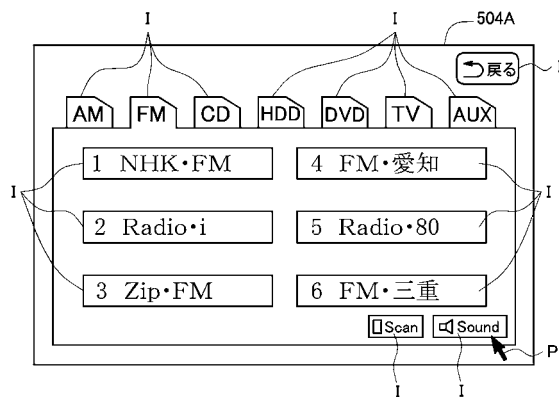 I I 504A
戻る
AM FM CD HDD DVD TV AUX
1 NHK・FM 4 FM・愛知
I I
2 Radio・i 5 Radio・80
3 Zip・FM 6 FM・三重
Scan Sound
P
I I